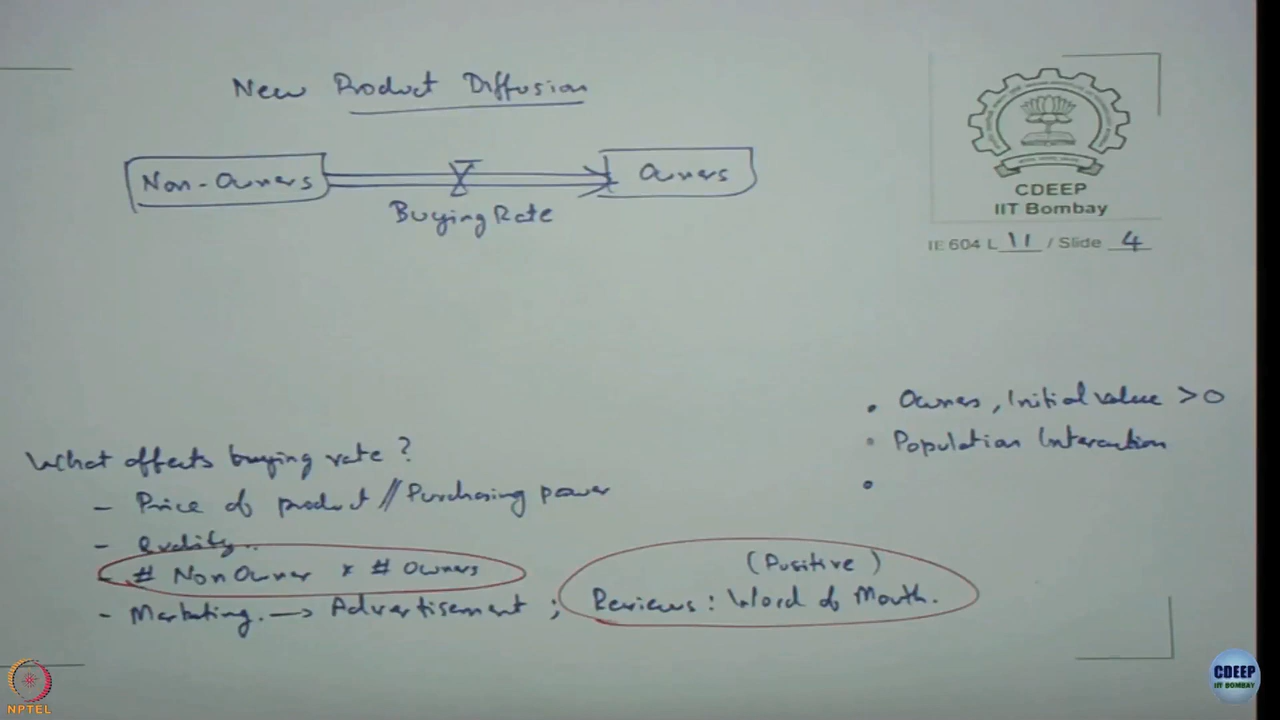 New Product Diffusion
Non-Owners
Owners
Buying Rate
CDEEP
IIT Bombay
IE 604 L 11 / Slide 4
• Owners, Initial value > 0
• Population Interaction
•
What affects buying rate ?
- Price of product // Purchasing power
- Quality..
- # Non Owner * # Owners
- Marketing. → Advertisement ; Reviews : Word of Mouth.
(Positive)
NPTEL
CDEEP
IIT BOMBAY